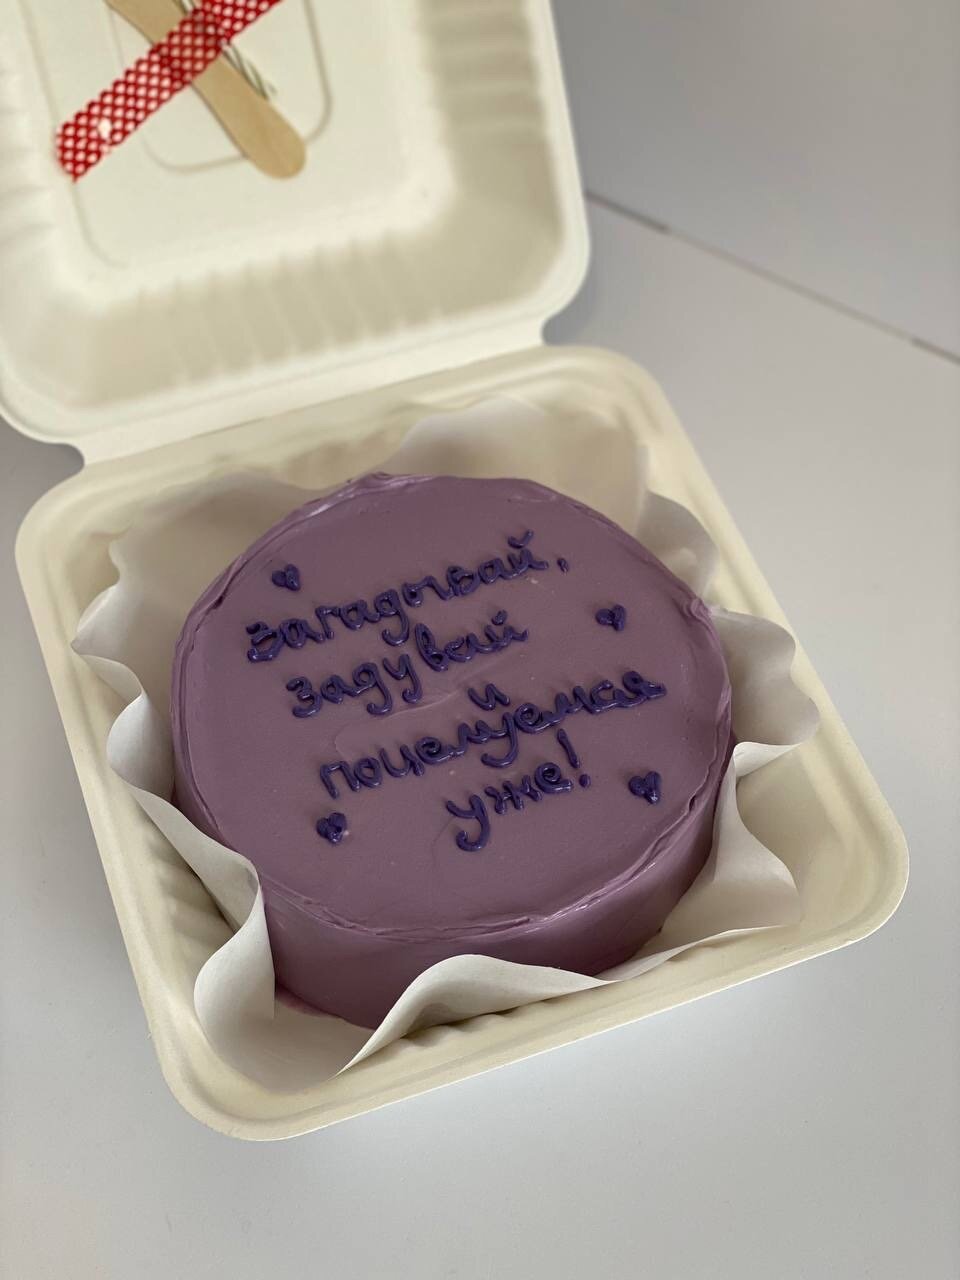 Загадывай,
задувай
и
поцелуемся
уже!